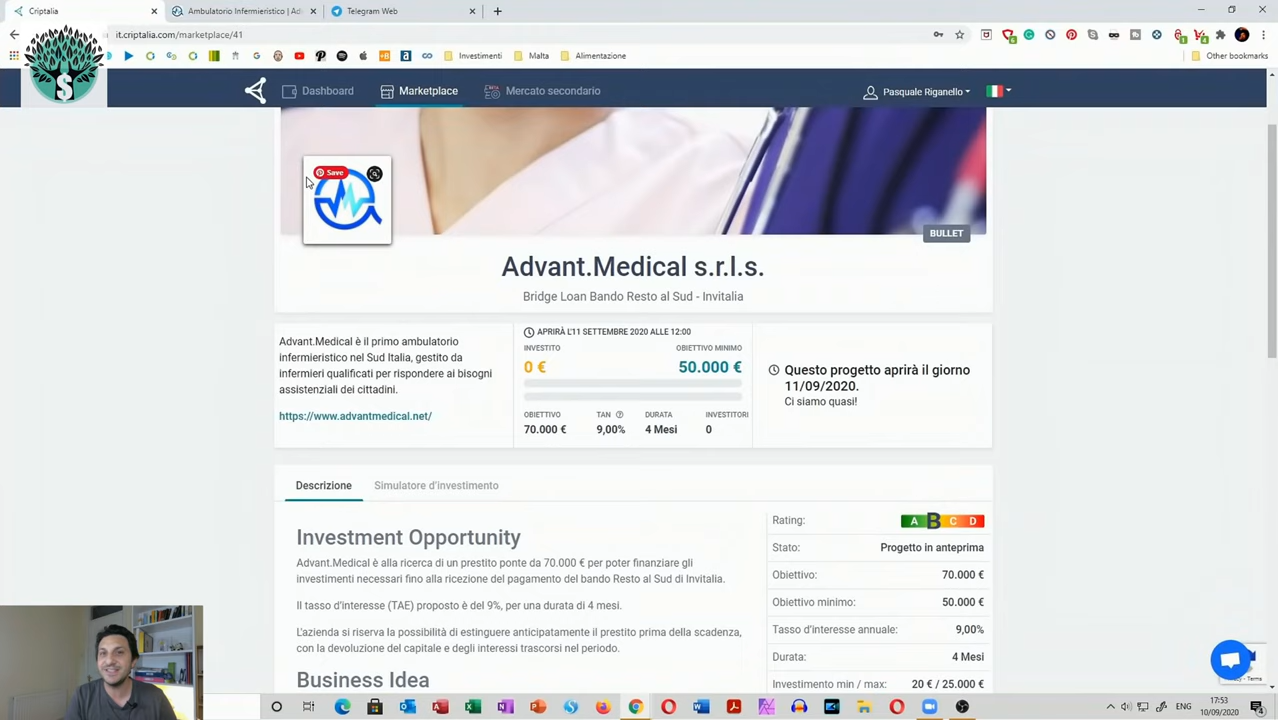 Criptalia
Ambulatorio Infermieristico | Ad
Telegram Web
it.criptalia.com/marketplace/41
Investimenti
Malta
Alimentazione
Other bookmarks
Dashboard
Marketplace
BETA
Mercato secondario
Pasquale Riganello
Save
BULLET
Advant.Medical s.r.l.s.
Bridge Loan Bando Resto al Sud - Invitalia
Advant.Medical è il primo ambulatorio
infermieristico nel Sud Italia, gestito da
infermieri qualificati per rispondere ai bisogni
assistenziali dei cittadini.
https://www.advantmedical.net/
APRIRÀ L'11 SETTEMBRE 2020 ALLE 12:00
INVESTITO OBIETTIVO MINIMO
0 € 50.000 €
OBIETTIVO TAN DURATA INVESTITORI
70.000 € 9,00% 4 Mesi 0
Questo progetto aprirà il giorno
11/09/2020.
Ci siamo quasi!
Descrizione Simulatore d'investimento
Investment Opportunity
Advant.Medical è alla ricerca di un prestito ponte da 70.000 € per poter finanziare gli
investimenti necessari fino alla ricezione del pagamento del bando Resto al Sud di Invitalia.
Il tasso d'interesse (TAE) proposto è del 9%, per una durata di 4 mesi.
L'azienda si riserva la possibilità di estinguere anticipatamente il prestito prima della scadenza,
con la devoluzione del capitale e degli interessi trascorsi nel periodo.
Business Idea
Rating: A B C D
Stato: Progetto in anteprima
Obiettivo: 70.000 €
Obiettivo minimo: 50.000 €
Tasso d'interesse annuale: 9,00%
Durata: 4 Mesi
Investimento min / max: 20 € / 25.000 €
Privacy - Terms
ENG
17:53
10/09/2020